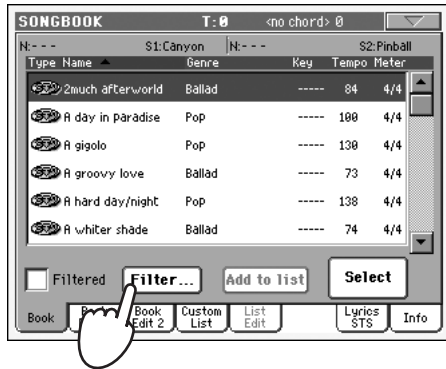 SONGBOOK T:0 <no chord> 0
N:--- S1:Canyon N:--- S2:Pinball
Type Name Genre Key Tempo Meter
2much afterworld Ballad ----- 84 4/4
A day in paradise Pop ----- 100 4/4
A gigolo Pop ----- 130 4/4
A groovy love Ballad ----- 73 4/4
A hard day/night Pop ----- 138 4/4
A whiter shade Ballad ----- 74 4/4
Filtered Filter... Add to list Select
Book Book Edit 2 Custom List List Edit Lyrics STS Info